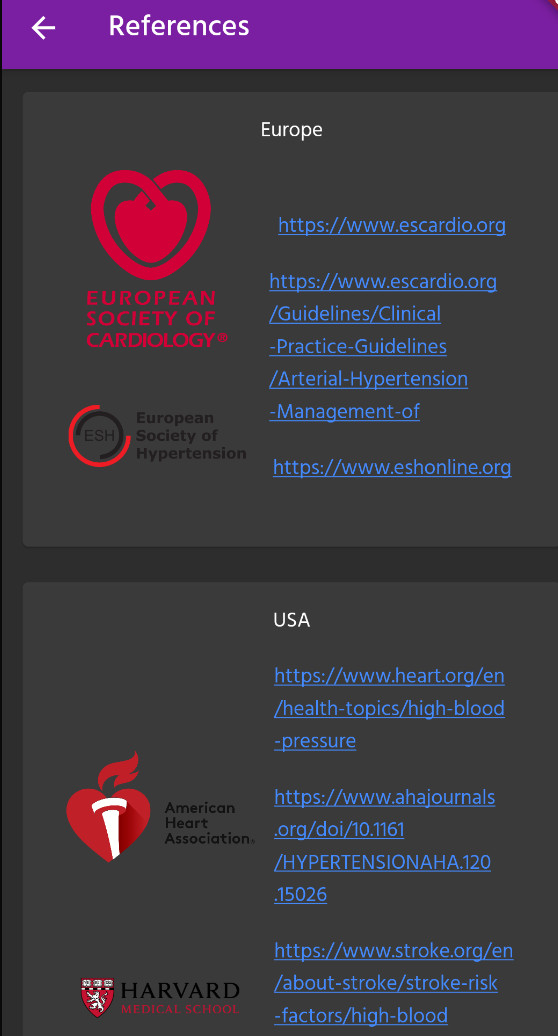 References
Europe
EUROPEAN
SOCIETY OF
CARDIOLOGY®
https://www.escardio.org
https://www.escardio.org
/Guidelines/Clinical
-Practice-Guidelines
/Arterial-Hypertension
-Management-of
ESH
European
Society of
Hypertension
https://www.eshonline.org
USA
https://www.heart.org/en
/health-topics/high-blood
-pressure
American
Heart
Association®
https://www.ahajournals
.org/doi/10.1161
/HYPERTENSIONAHA.120
.15026
HARVARD
MEDICAL SCHOOL
https://www.stroke.org/en
/about-stroke/stroke-risk
-factors/high-blood